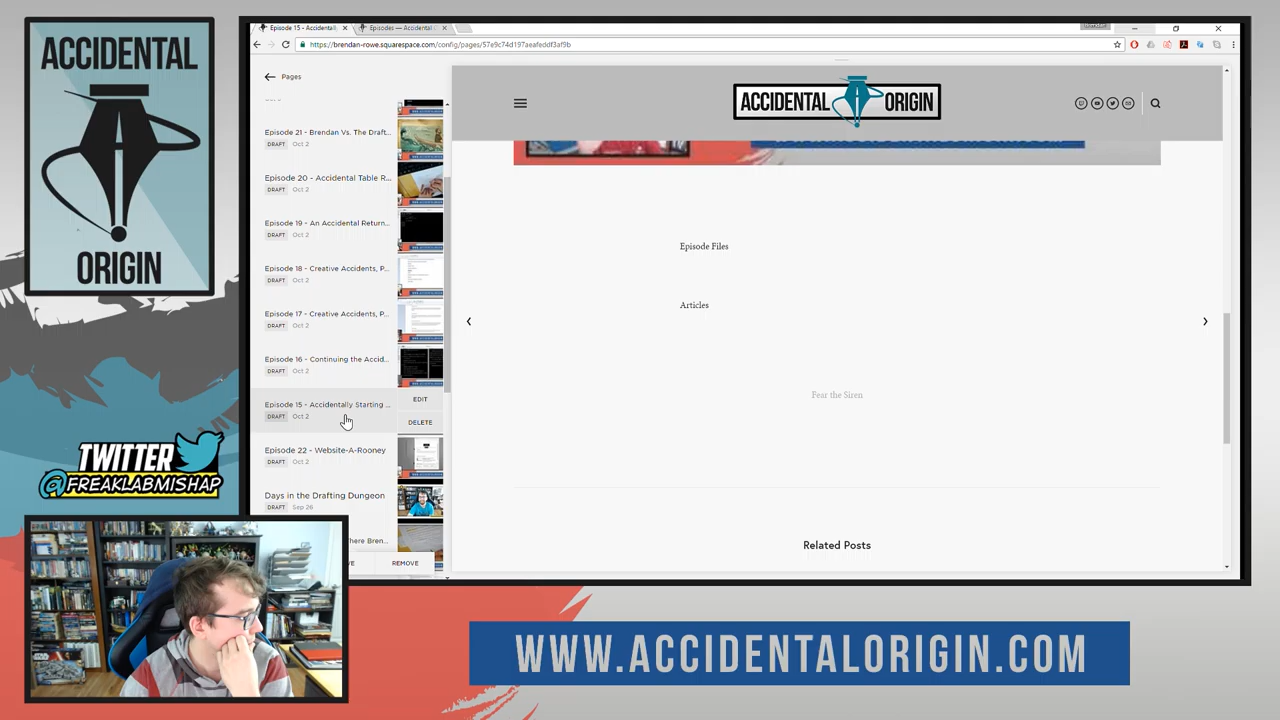 ACCIDENTAL
ORIGIN
TWITTER
@FREAKLABMISHAP
Episode 15 - Accidentall
Episodes — Accidental
https://brendan-rowe.squarespace.com/config/pages/57e9c74d197aeafeddf3af9b
Pages
Episode 21 - Brendan Vs. The Draft...
DRAFT Oct 2
Episode 20 - Accidental Table R...
DRAFT Oct 2
Episode 19 - An Accidental Return...
DRAFT Oct 2
Episode 18 - Creative Accidents, P...
DRAFT Oct 2
Episode 17 - Creative Accidents, P...
DRAFT Oct 2
Episode 16 - Continuing the Accid...
DRAFT Oct 2
Episode 15 - Accidentally Starting ...
DRAFT Oct 2
EDIT
DELETE
Episode 22 - Website-A-Rooney
DRAFT Oct 2
Days in the Drafting Dungeon
DRAFT Sep 26
REMOVE
ACCIDENTAL ORIGIN
Episode Files
Articles
Fear the Siren
Related Posts
WWW.ACCIDENTALORIGIN.COM